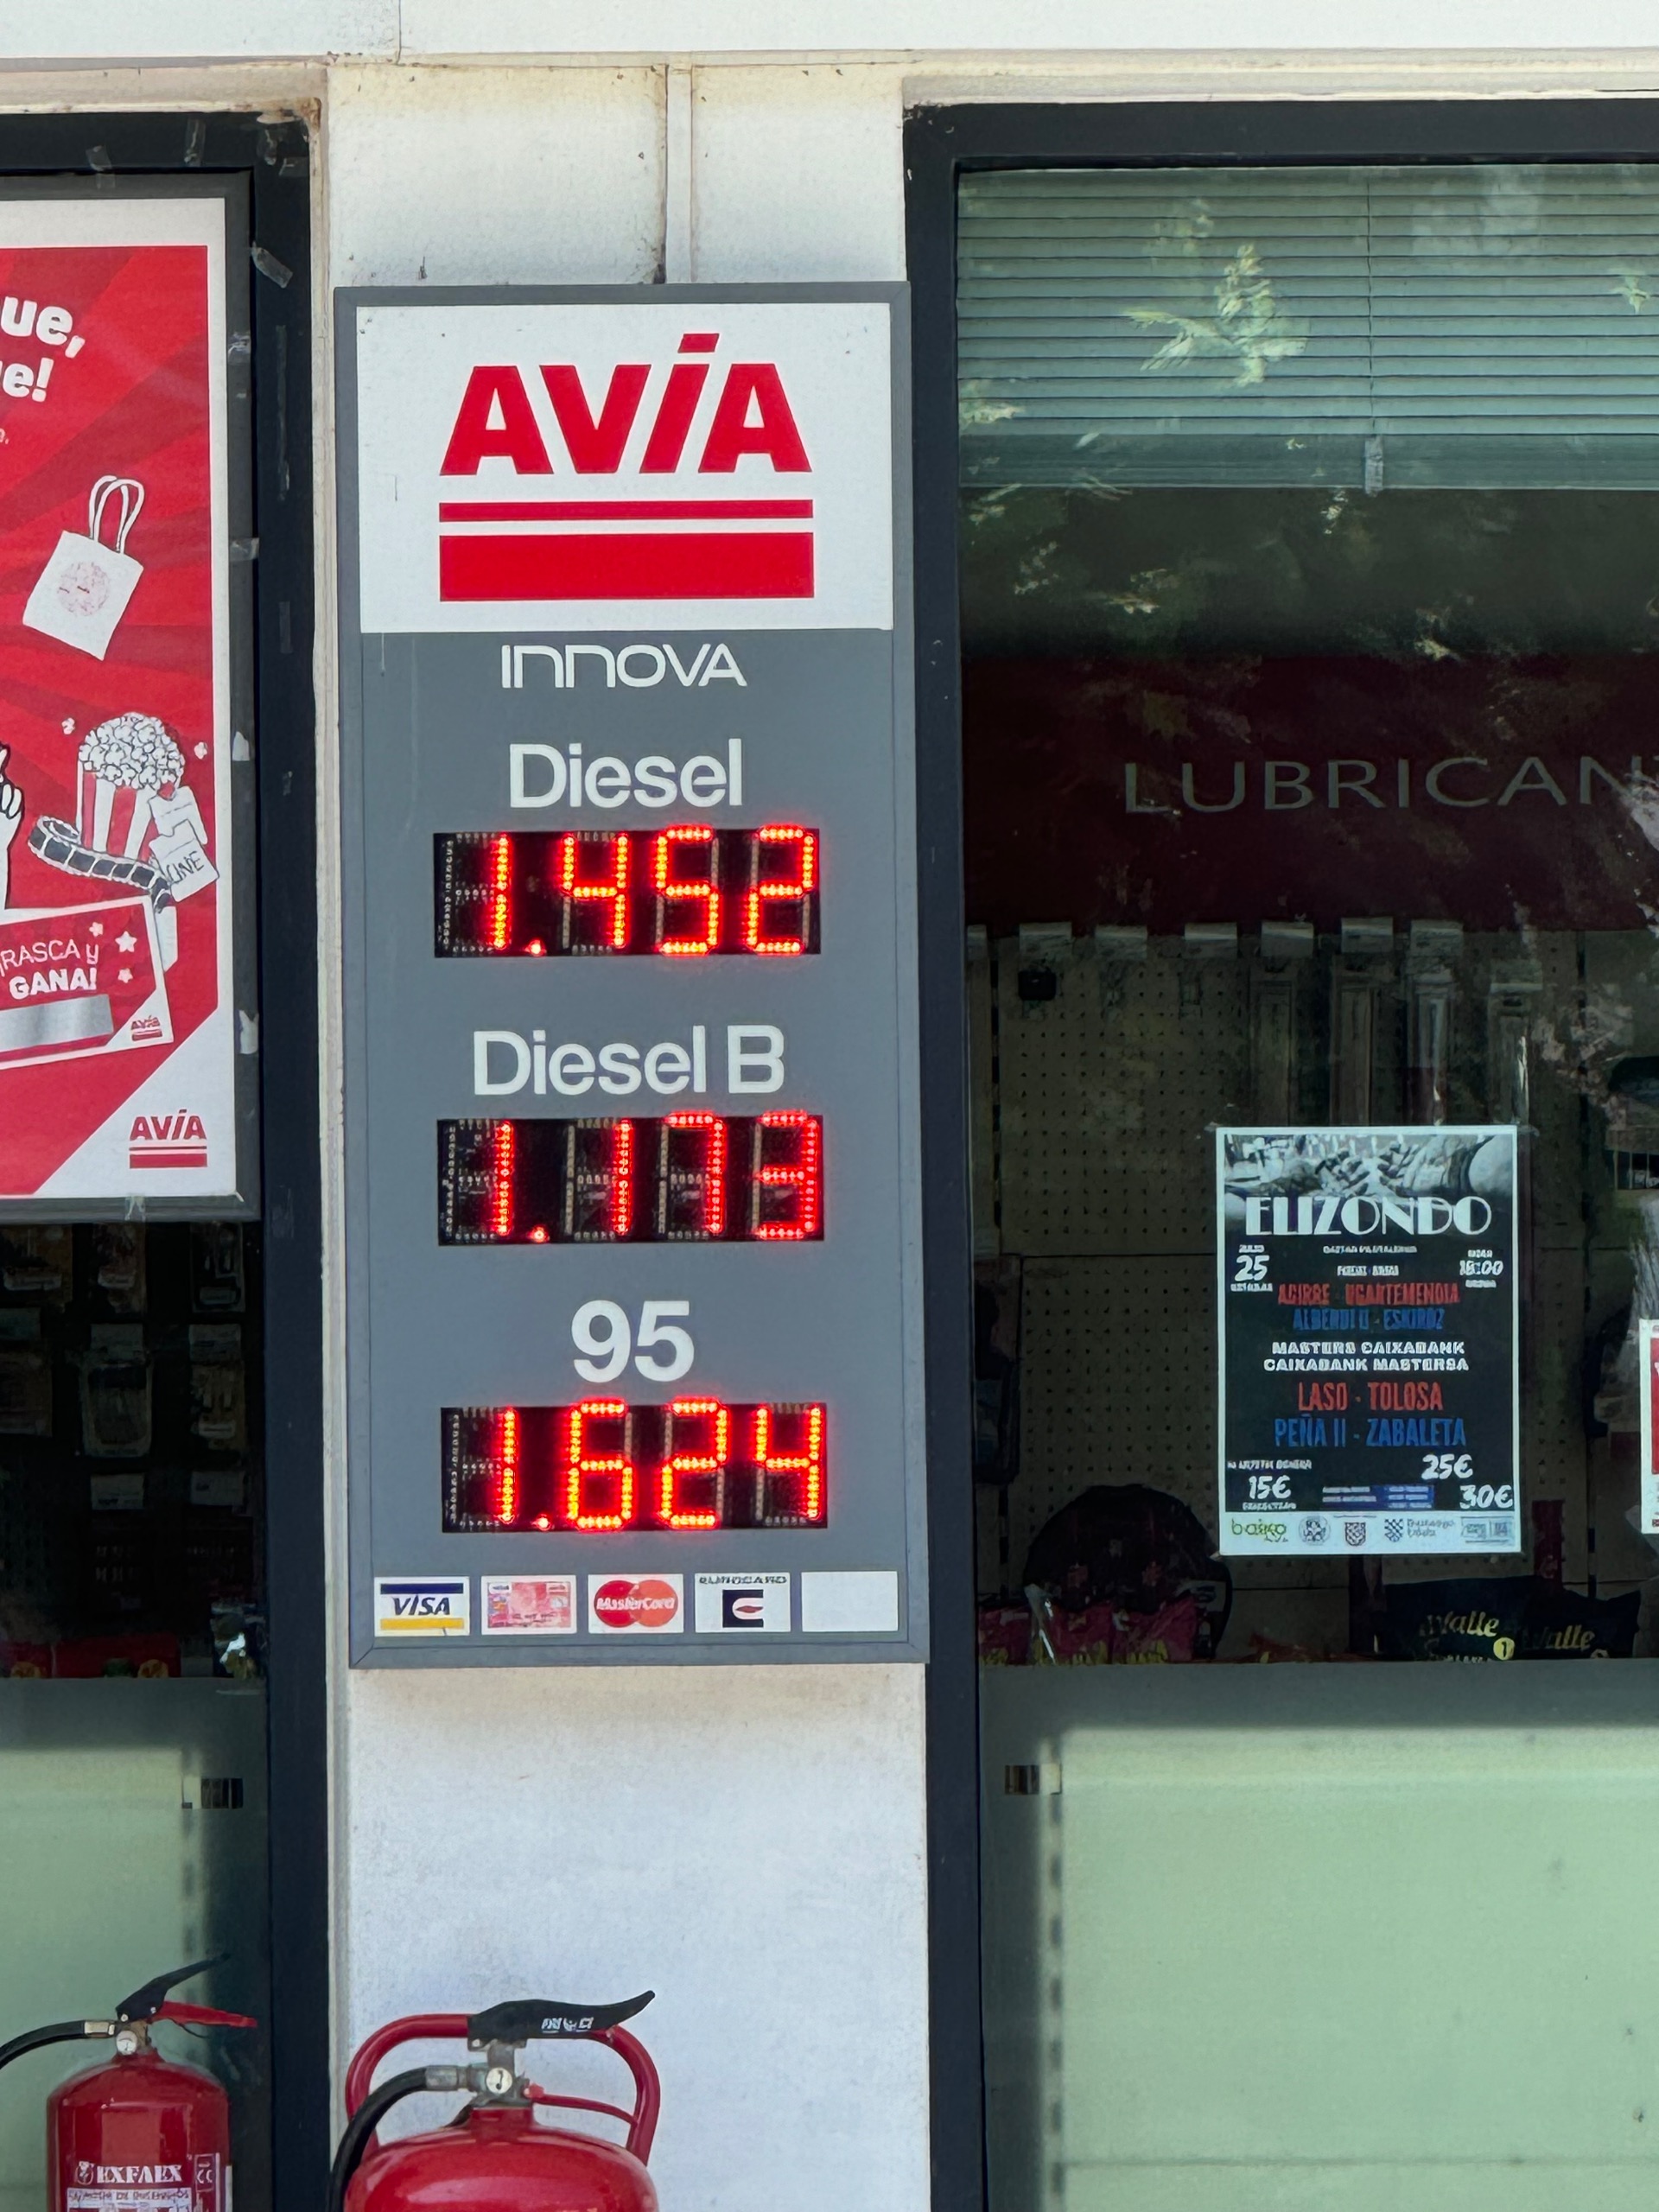 ue,
e!
RASCA y
GANA!
AVIA
AVIA
AVÍA
INNOVA
Diesel
1.452
Diesel B
1.173
95
1.624
VISA
MasterCard
LUBRICAN
ELIZONDO
25
18:00
AGIRRE - UGARTEMENDIA
ALBERDI II - ESKIROZ
MASTERS CAIXABANK
CAIXABANK MASTERSA
LASO - TOLOSA
PEÑA II - ZABALETA
25€
15€
30€
EXFAEX